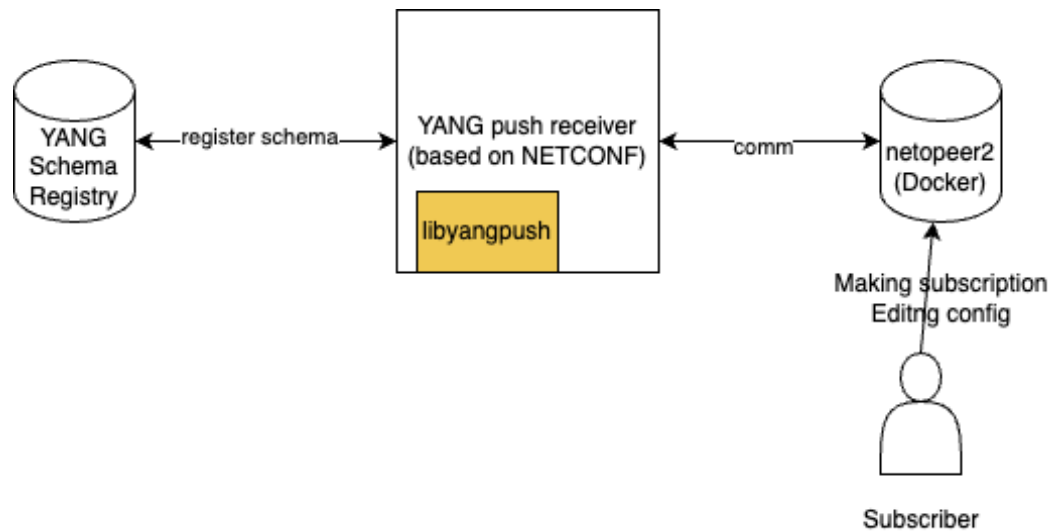 YANG
Schema
Registry
register schema
YANG push receiver
(based on NETCONF)
libyangpush
comm
netopeer2
(Docker)
Making subscription
Editng config
Subscriber